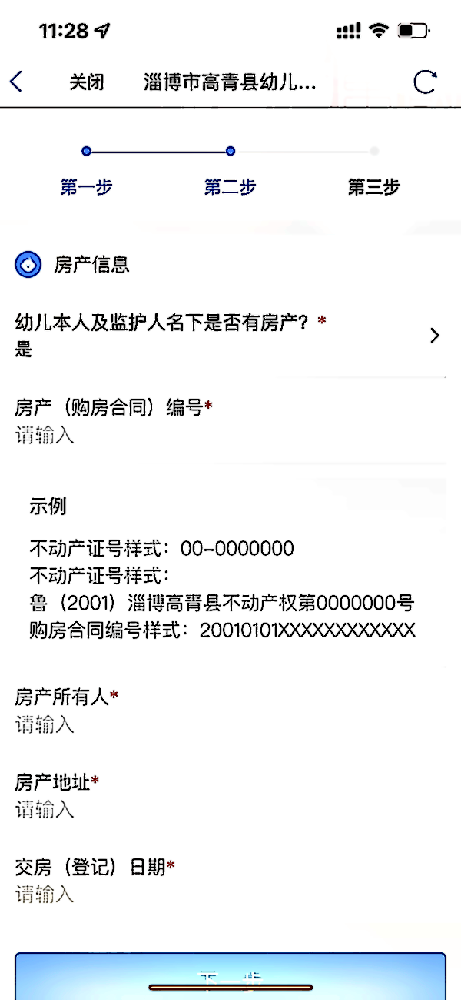 11:28
关闭 淄博市高青县幼儿...
第一步 第二步 第三步
房产信息
幼儿本人及监护人名下是否有房产？*
是
房产（购房合同）编号*
请输入
示例
不动产证号样式：00-0000000
不动产证号样式：
鲁（2001）淄博高青县不动产权第0000000号
购房合同编号样式：20010101XXXXXXXXXXXX
房产所有人*
请输入
房产地址*
请输入
交房（登记）日期*
请输入
下一步